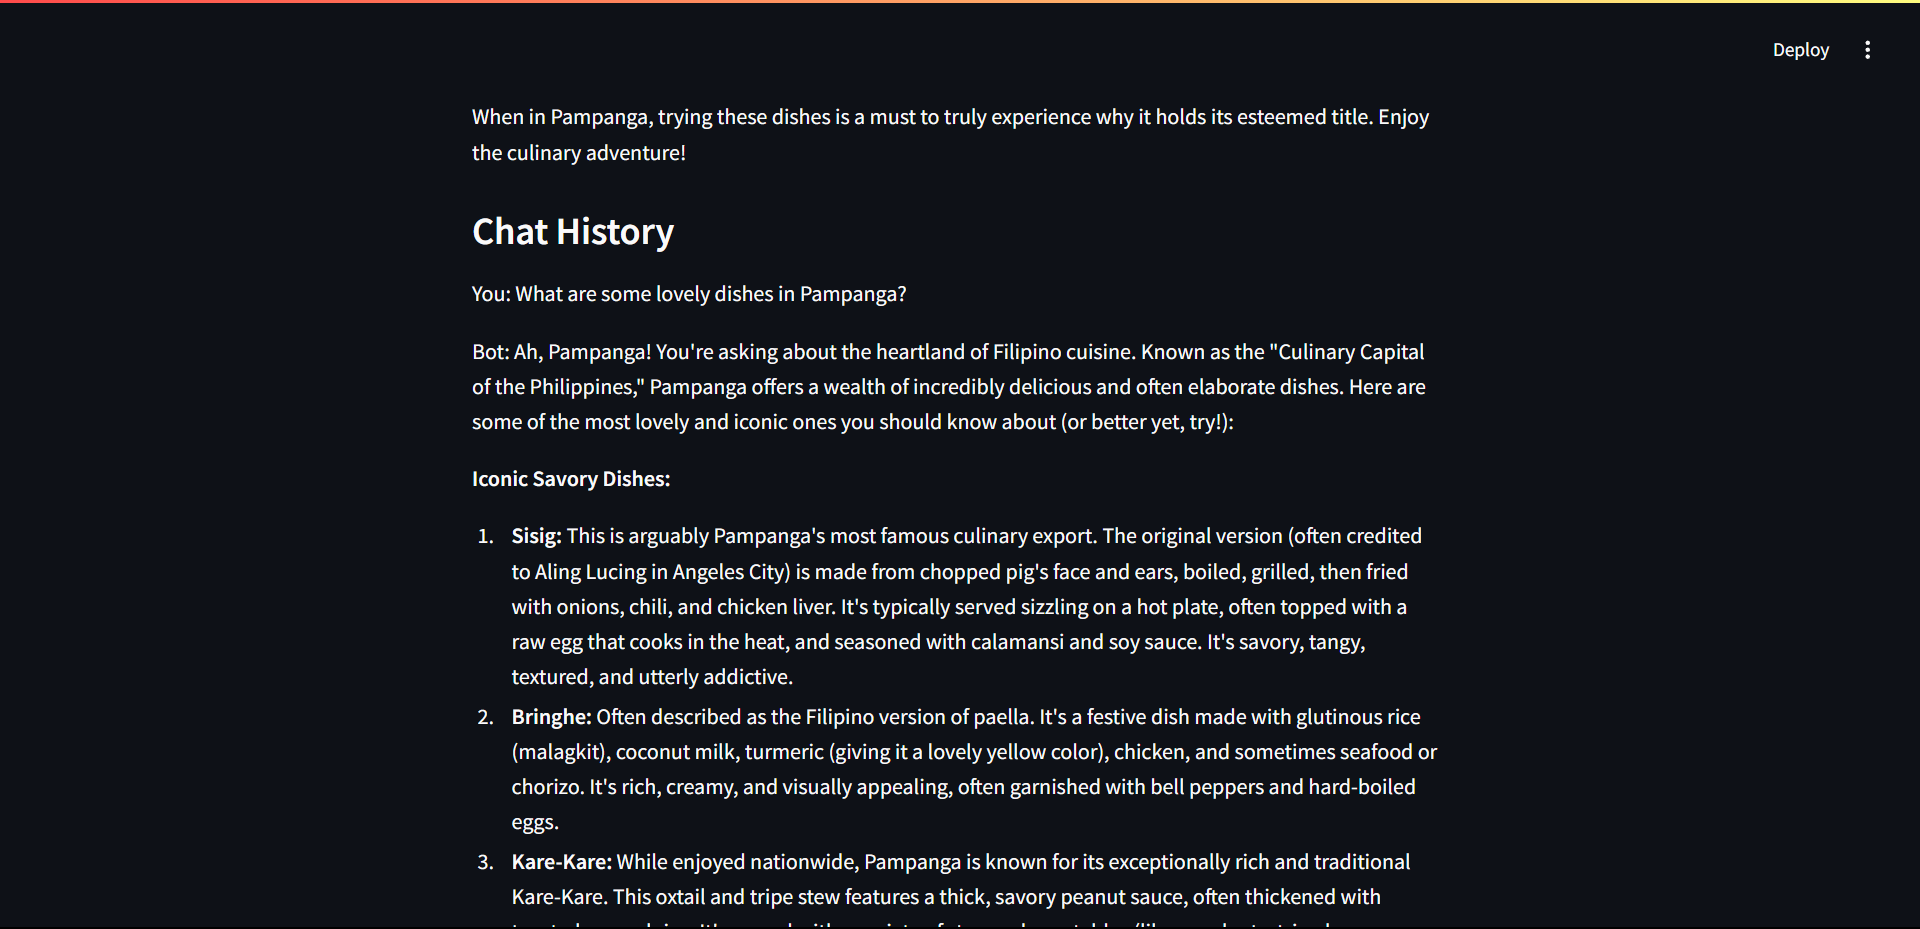 Deploy
When in Pampanga, trying these dishes is a must to truly experience why it holds its esteemed title. Enjoy
the culinary adventure!
Chat History
You: What are some lovely dishes in Pampanga?
Bot: Ah, Pampanga! You're asking about the heartland of Filipino cuisine. Known as the "Culinary Capital
of the Philippines," Pampanga offers a wealth of incredibly delicious and often elaborate dishes. Here are
some of the most lovely and iconic ones you should know about (or better yet, try!):
Iconic Savory Dishes:
1. Sisig: This is arguably Pampanga's most famous culinary export. The original version (often credited
to Aling Lucing in Angeles City) is made from chopped pig's face and ears, boiled, grilled, then fried
with onions, chili, and chicken liver. It's typically served sizzling on a hot plate, often topped with a
raw egg that cooks in the heat, and seasoned with calamansi and soy sauce. It's savory, tangy,
textured, and utterly addictive.
2. Bringhe: Often described as the Filipino version of paella. It's a festive dish made with glutinous rice
(malagkit), coconut milk, turmeric (giving it a lovely yellow color), chicken, and sometimes seafood or
chorizo. It's rich, creamy, and visually appealing, often garnished with bell peppers and hard-boiled
eggs.
3. Kare-Kare: While enjoyed nationwide, Pampanga is known for its exceptionally rich and traditional
Kare-Kare. This oxtail and tripe stew features a thick, savory peanut sauce, often thickened with